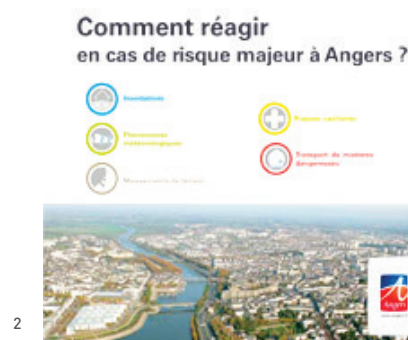 Comment réagir
en cas de risque majeur à Angers ?
Inondations
Phénomènes
météorologiques
Mouvements de terrain
Risques sanitaires
Transport de matières
dangereuses
Angers
2